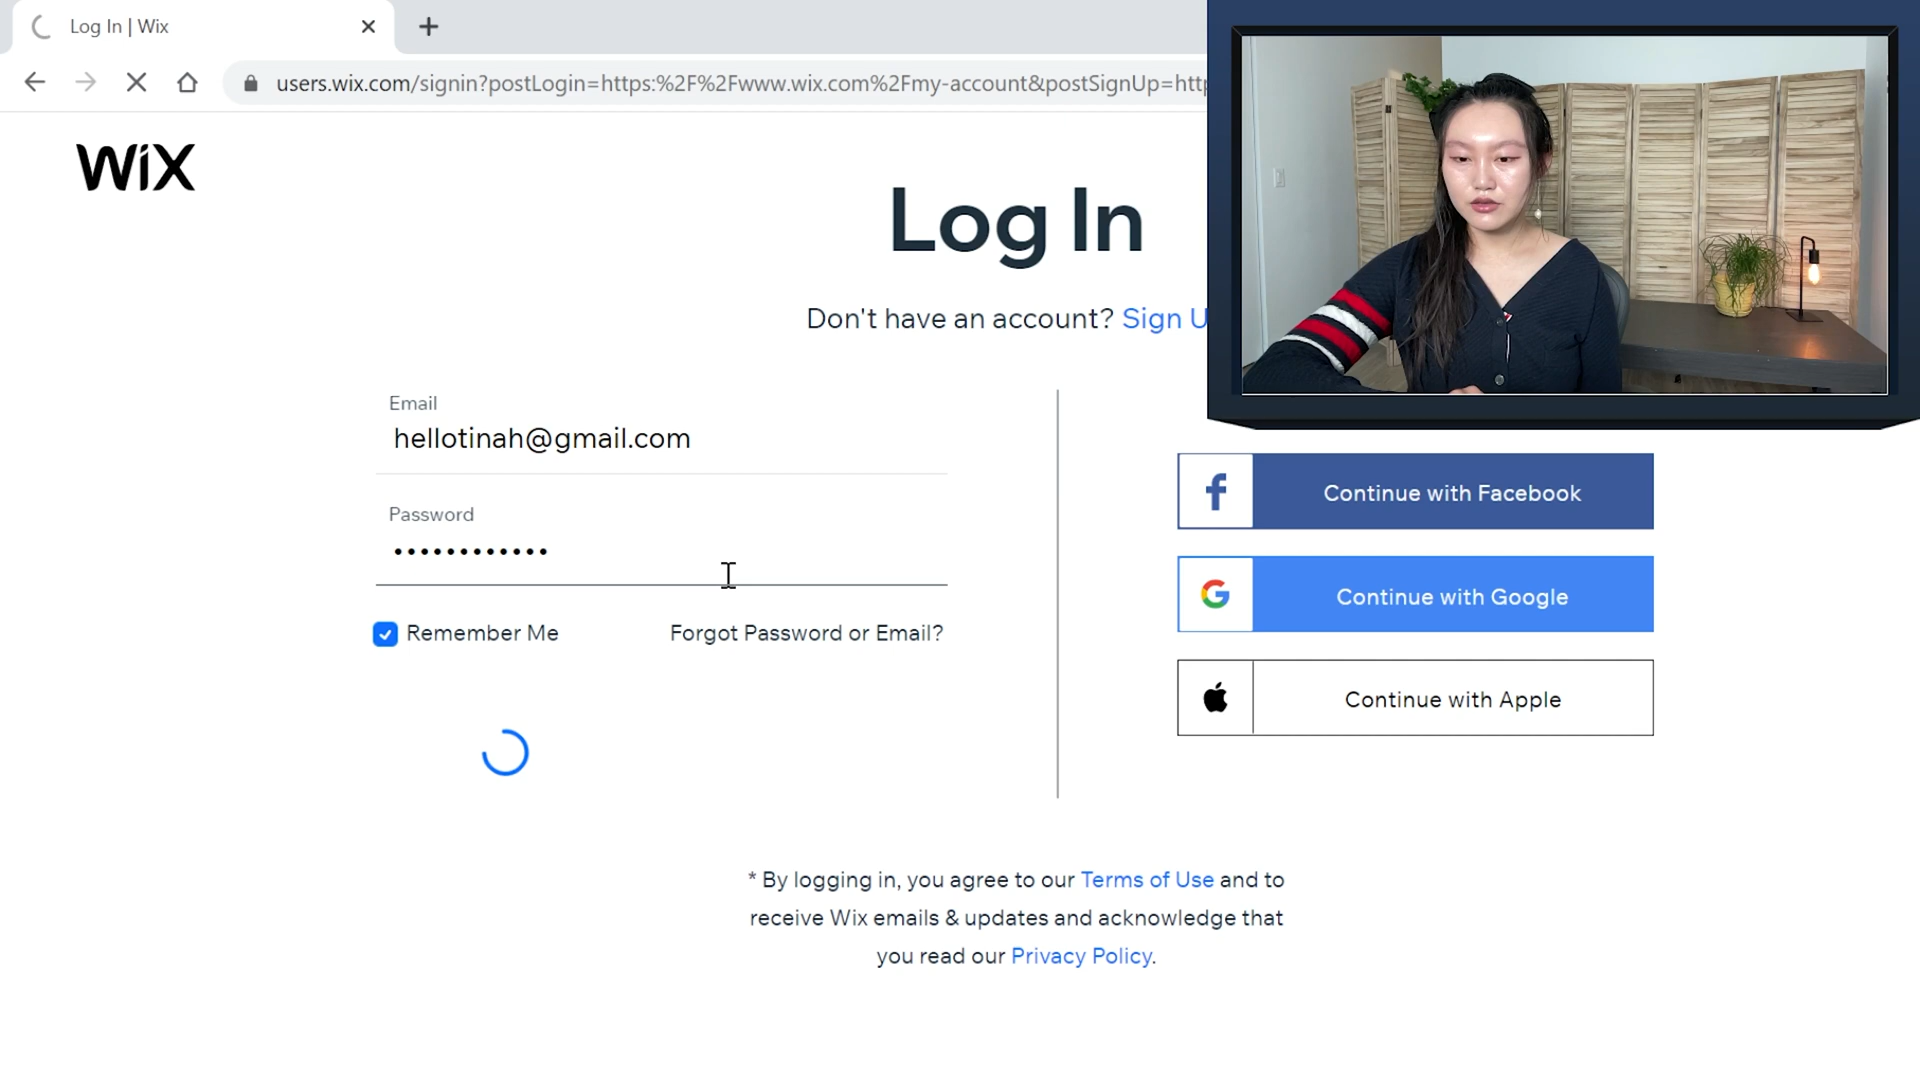 Log In | Wix
users.wix.com/signin?postLogin=https:%2F%2Fwww.wix.com%2Fmy-account&postSignUp=http
WiX
Log In
Don't have an account? Sign U
Email
hellotinah@gmail.com
Password
••••••••••••
Remember Me
Forgot Password or Email?
Continue with Facebook
Continue with Google
Continue with Apple
* By logging in, you agree to our Terms of Use and to
receive Wix emails & updates and acknowledge that
you read our Privacy Policy.